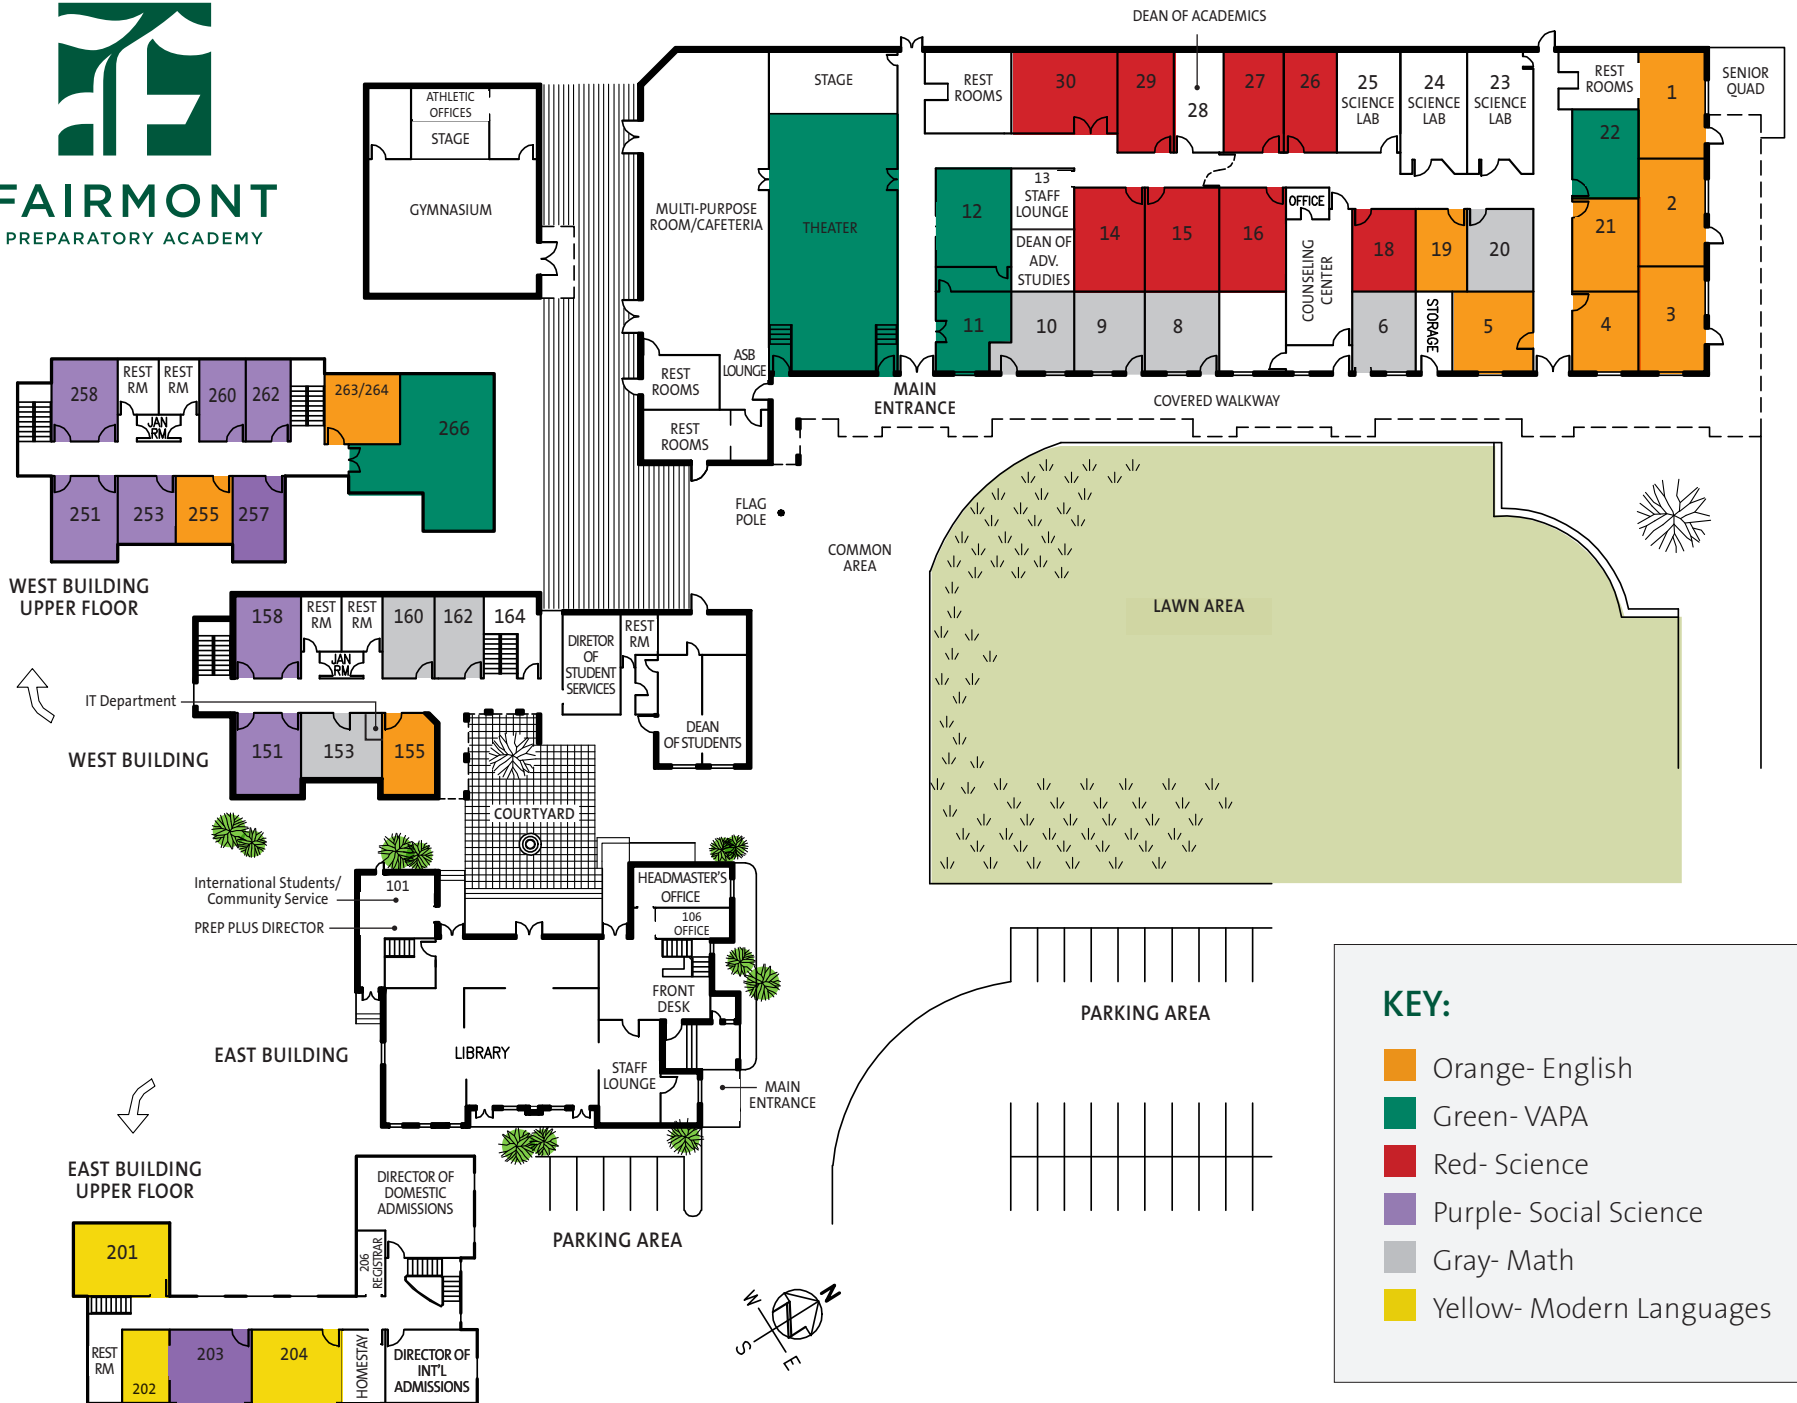 FAIRMONT
PREPARATORY ACADEMY
DEAN OF ACADEMICS
ATHLETIC
OFFICES
STAGE
GYMNASIUM
MULTI-PURPOSE
ROOM/CAFETERIA
STAGE
THEATER
REST
ROOMS
30
29
28
27
26
25
SCIENCE
LAB
24
SCIENCE
LAB
23
SCIENCE
LAB
REST
ROOMS
1
SENIOR
QUAD
22
2
21
12
13
STAFF
LOUNGE
DEAN OF
ADV.
STUDIES
14
15
16
OFFICE
COUNSELING
CENTER
18
19
20
11
10
9
8
6
STORAGE
5
4
3
ASB
LOUNGE
REST
ROOMS
REST
ROOMS
MAIN
ENTRANCE
COVERED WALKWAY
258
REST
RM
REST
RM
JAN
RM
260
262
263/264
266
251
253
255
257
WEST BUILDING
UPPER FLOOR
FLAG
POLE
COMMON
AREA
LAWN AREA
158
REST
RM
REST
RM
JAN
RM
160
162
164
DIRETOR
OF
STUDENT
SERVICES
REST
RM
DEAN
OF STUDENTS
IT Department
WEST BUILDING
151
153
155
COURTYARD
International Students/
Community Service
101
PREP PLUS DIRECTOR
HEADMASTER'S
OFFICE
106
OFFICE
FRONT
DESK
EAST BUILDING
LIBRARY
STAFF
LOUNGE
MAIN
ENTRANCE
PARKING AREA
EAST BUILDING
UPPER FLOOR
DIRECTOR OF
DOMESTIC
ADMISSIONS
PARKING AREA
201
206
REGISTRAR
REST
RM
202
203
204
HOMESTAY
DIRECTOR OF
INT'L
ADMISSIONS
N
W
S
E
KEY:
Orange- English
Green- VAPA
Red- Science
Purple- Social Science
Gray- Math
Yellow- Modern Languages